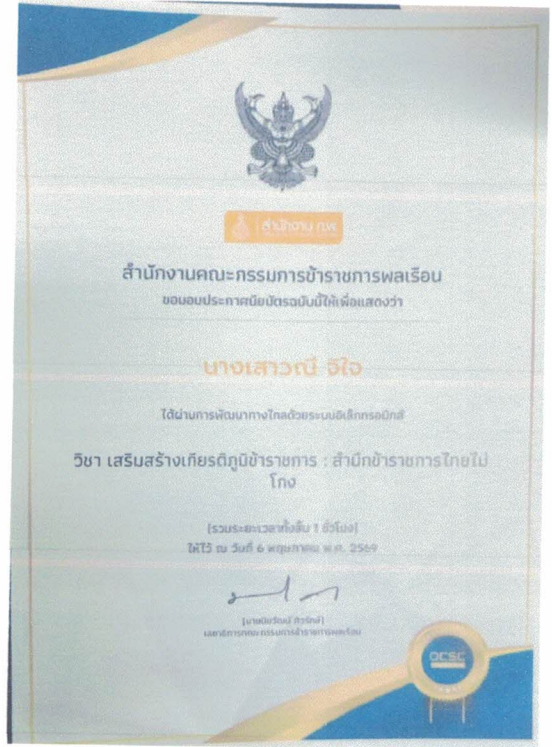 สำนักงาน ก.พ.
สำนักงานคณะกรรมการข้าราชการพลเรือน
ขอมอบประกาศนียบัตรฉบับนี้ให้เพื่อแสดงว่า
นางเสาวณี จิใจ
ได้ผ่านการพัฒนาทางไกลด้วยระบบอิเล็กทรอนิกส์
วิชา เสริมสร้างเกียรติภูมิข้าราชการ : สำนึกข้าราชการไทยไม่
โกง
(รวมระยะเวลาทั้งสิ้น 1 ชั่วโมง)
ให้ไว้ ณ วันที่ 6 พฤษภาคม พ.ศ. 2569
เลขาธิการคณะกรรมการข้าราชการพลเรือน
OCSC